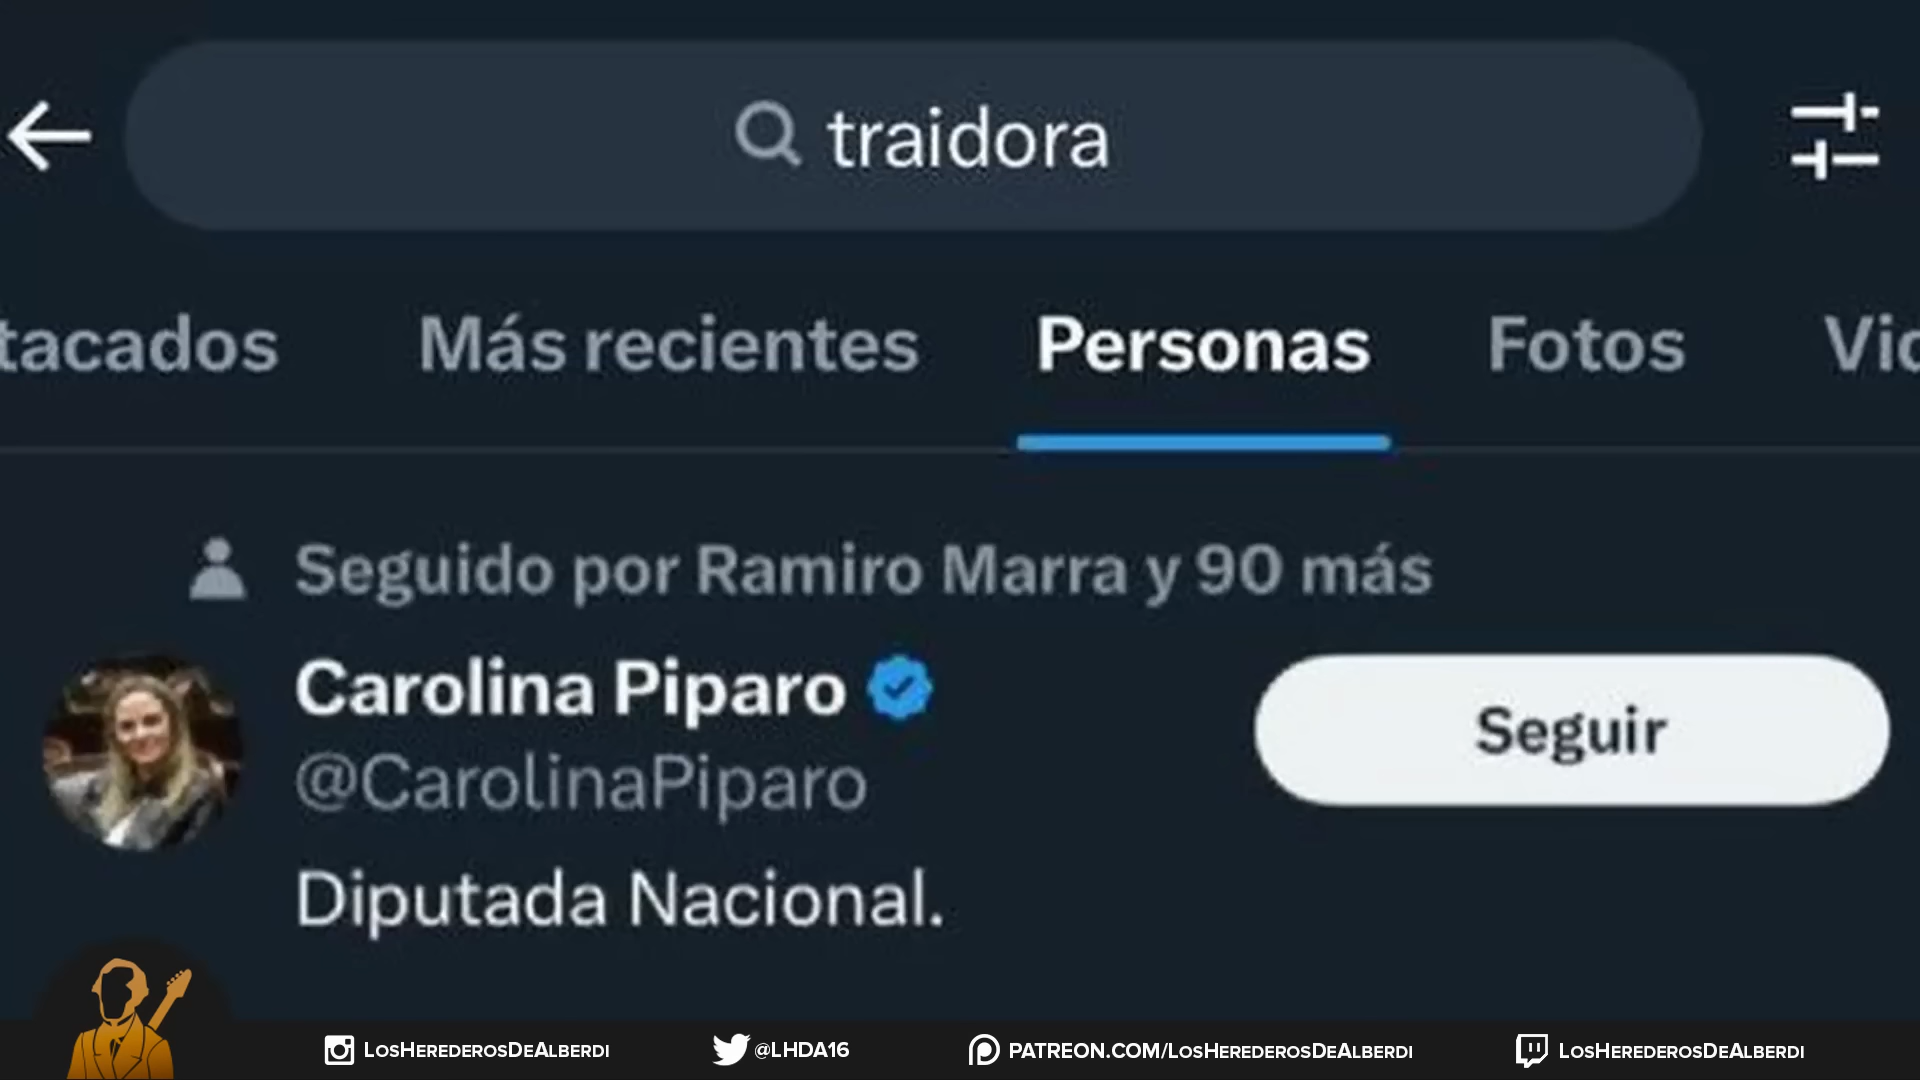 traidora
tacados Más recientes Personas Fotos Vic
Seguido por Ramiro Marra y 90 más
Carolina Piparo
@CarolinaPiparo
Seguir
Diputada Nacional.
LosHerederosDeAlberdi @LHDA16 PATREON.COM/LosHerederosDeAlberdi LosHerederosDeAlberdi